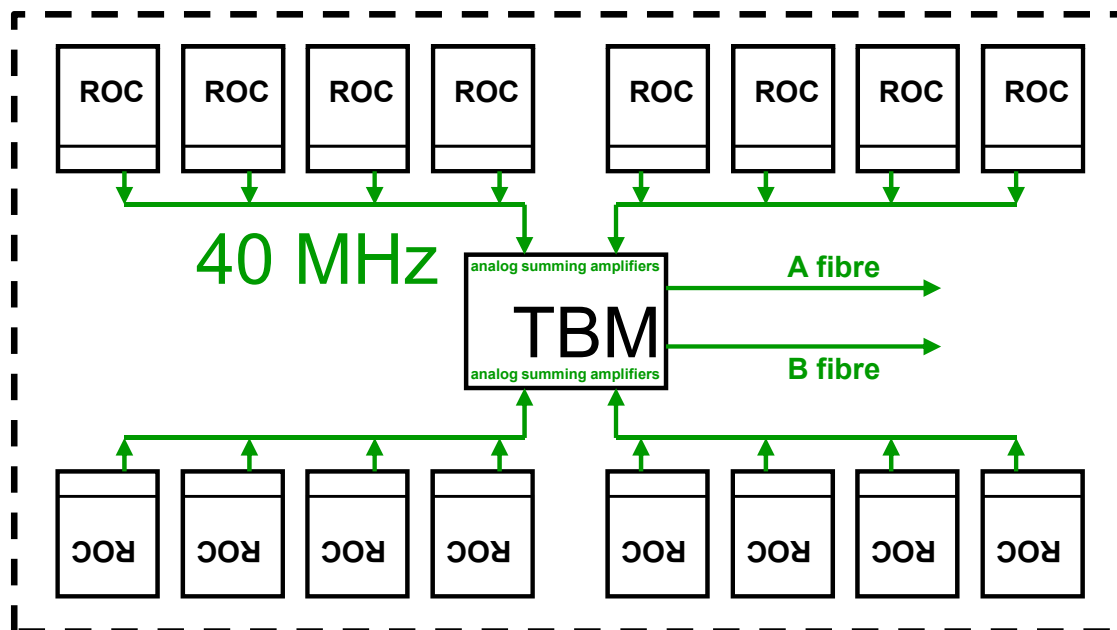 ROC ROC ROC ROC ROC ROC ROC ROC
40 MHz
analog summing amplifiers
A fibre
TBM
B fibre
analog summing amplifiers
ROC ROC ROC ROC ROC ROC ROC ROC